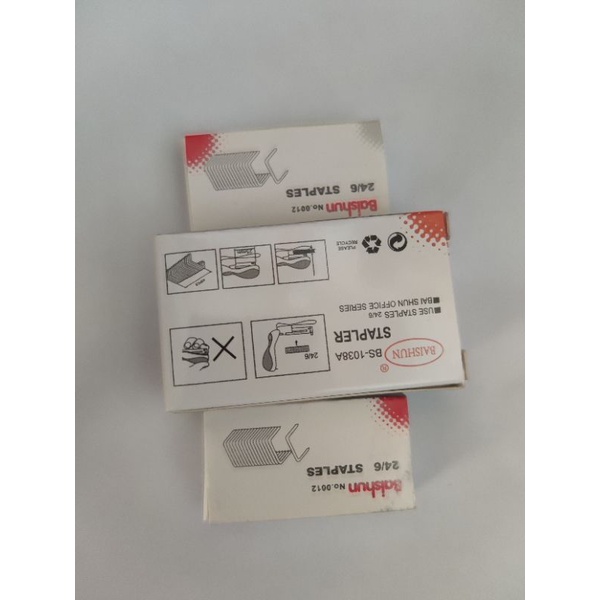 Baishun No.0012
24/6 STAPLES
BAISHUN ®
BS-1038A
STAPLER
■USE STAPLES 24/6
■BAI SHUN OFFICE SERIES
PLEASE
RECYCLE
24/6
Baishun No.0012
24/6 STAPLES